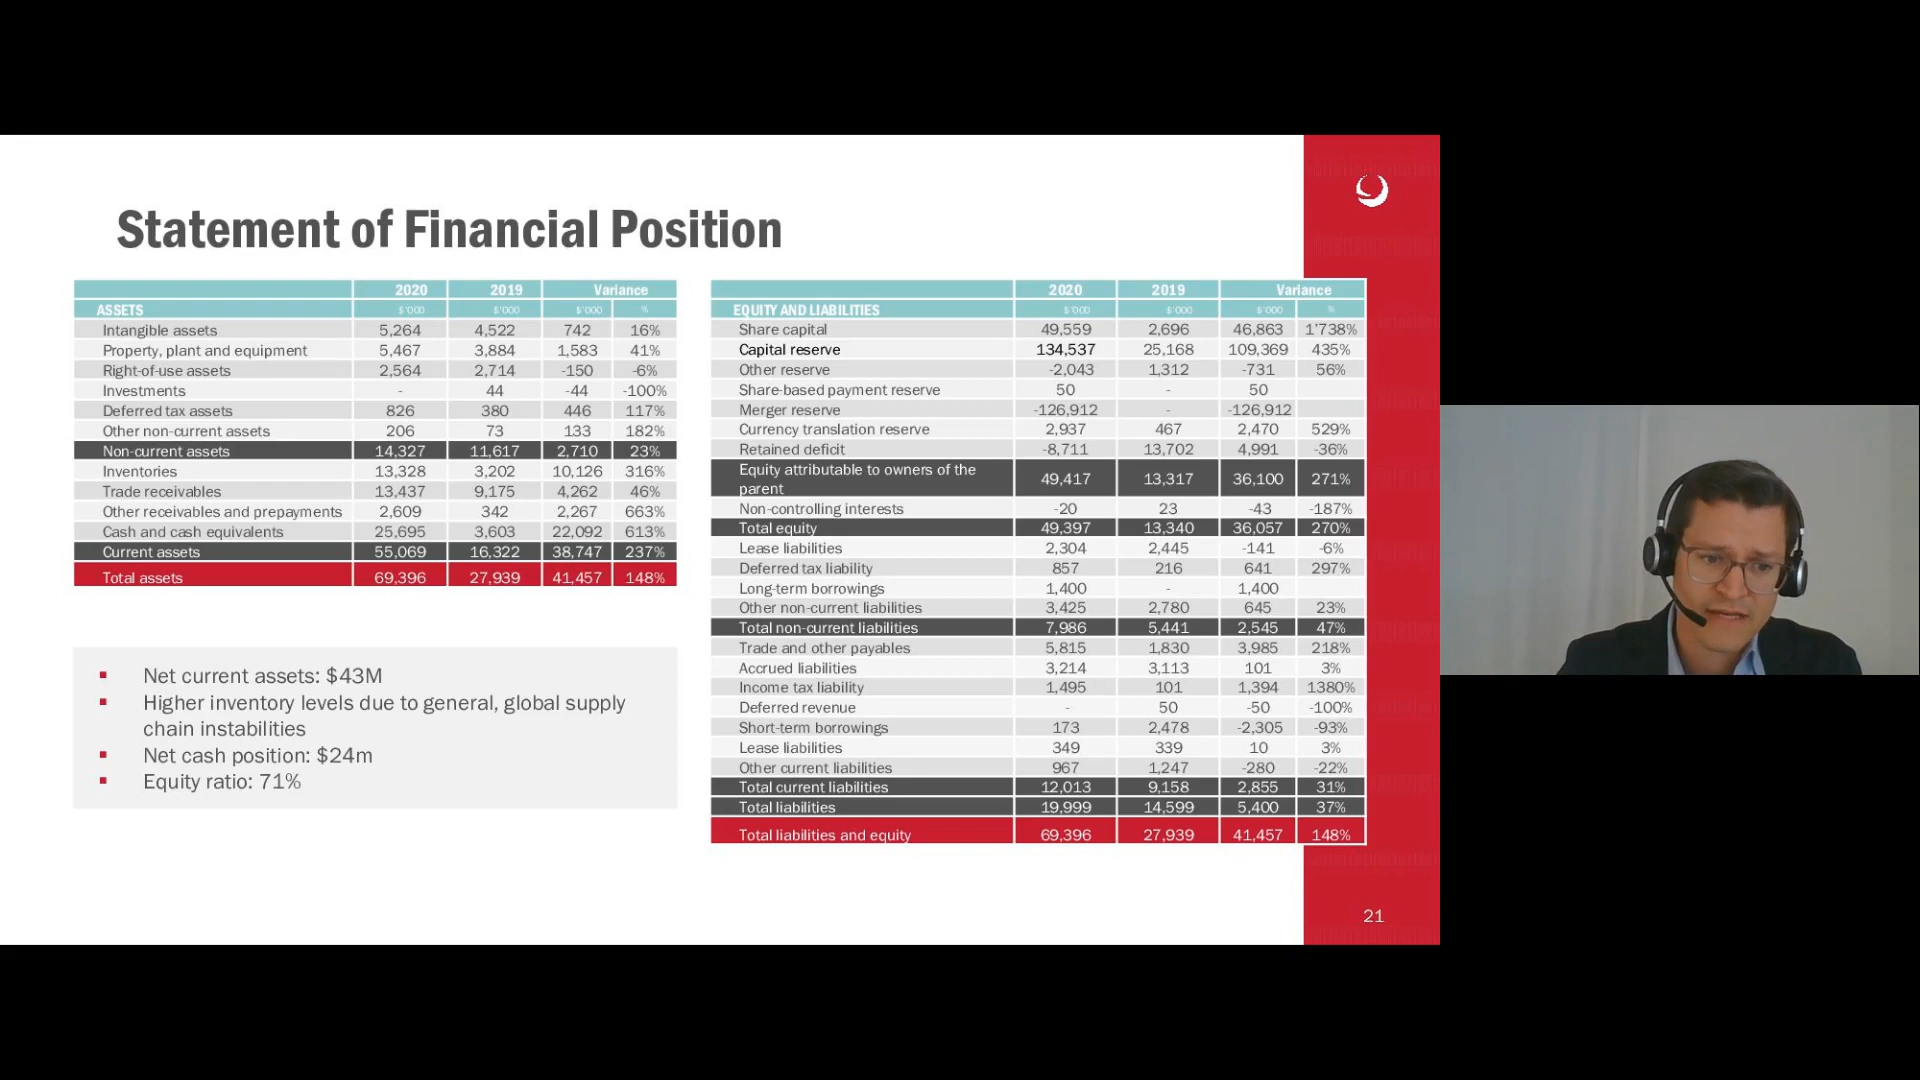 Statement of Financial Position
2020 2019 Variance
ASSETS $'000 $'000 $'000 %
Intangible assets 5,264 4,522 742 16%
Property, plant and equipment 5,467 3,884 1,583 41%
Right-of-use assets 2,564 2,714 -150 -6%
Investments - 44 -44 -100%
Deferred tax assets 826 380 446 117%
Other non-current assets 206 73 133 182%
Non-current assets 14,327 11,617 2,710 23%
Inventories 13,328 3,202 10,126 316%
Trade receivables 13,437 9,175 4,262 46%
Other receivables and prepayments 2,609 342 2,267 663%
Cash and cash equivalents 25,695 3,603 22,092 613%
Current assets 55,069 16,322 38,747 237%
Total assets 69,396 27,939 41,457 148%
▪ Net current assets: $43M
▪ Higher inventory levels due to general, global supply
chain instabilities
▪ Net cash position: $24m
▪ Equity ratio: 71%
2020 2019 Variance
EQUITY AND LIABILITIES $'000 $'000 $'000 %
Share capital 49,559 2,696 46,863 1'738%
Capital reserve 134,537 25,168 109,369 435%
Other reserve -2,043 1,312 -731 56%
Share-based payment reserve 50 - 50
Merger reserve -126,912 - -126,912
Currency translation reserve 2,937 467 2,470 529%
Retained deficit -8,711 13,702 4,991 -36%
Equity attributable to owners of the
parent 49,417 13,317 36,100 271%
Non-controlling interests -20 23 -43 -187%
Total equity 49,397 13,340 36,057 270%
Lease liabilities 2,304 2,445 -141 -6%
Deferred tax liability 857 216 641 297%
Long-term borrowings 1,400 - 1,400
Other non-current liabilities 3,425 2,780 645 23%
Total non-current liabilities 7,986 5,441 2,545 47%
Trade and other payables 5,815 1,830 3,985 218%
Accrued liabilities 3,214 3,113 101 3%
Income tax liability 1,495 101 1,394 1380%
Deferred revenue - 50 -50 -100%
Short-term borrowings 173 2,478 -2,305 -93%
Lease liabilities 349 339 10 3%
Other current liabilities 967 1,247 -280 -22%
Total current liabilities 12,013 9,158 2,855 31%
Total liabilities 19,999 14,599 5,400 37%
Total liabilities and equity 69,396 27,939 41,457 148%
21